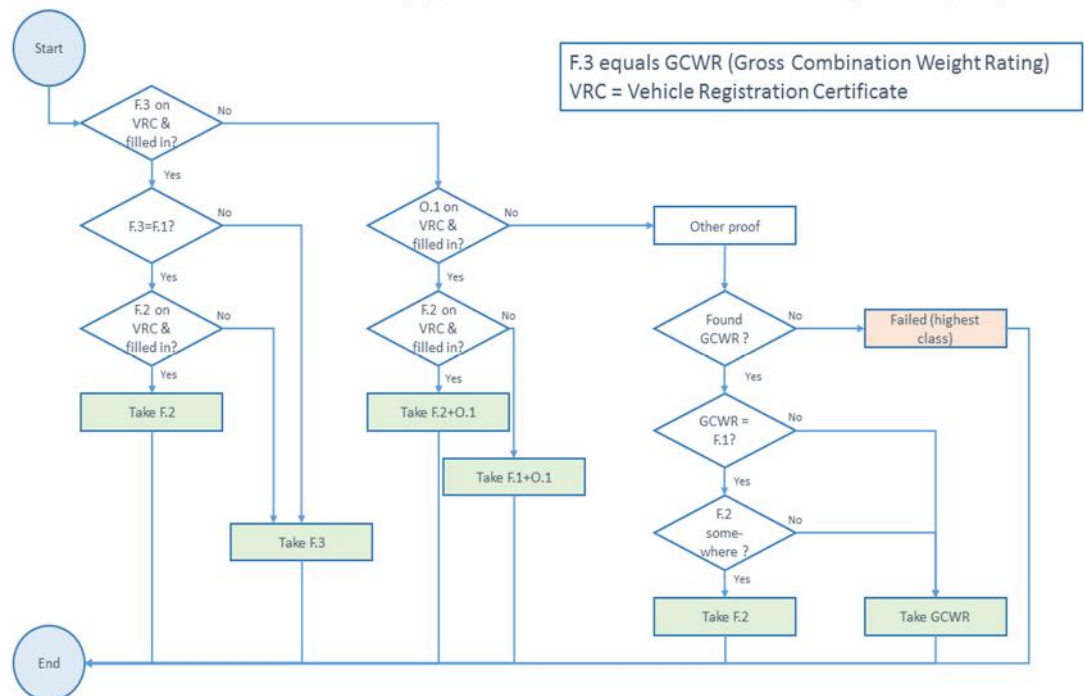 Start
F.3 equals GCWR (Gross Combination Weight Rating)
VRC = Vehicle Registration Certificate
F.3 on
VRC &
filled in?
No
Yes
F.3=F.1?
No
Yes
F.2 on
VRC &
filled in?
No
Yes
Take F.2
Take F.3
O.1 on
VRC &
filled in?
No
Yes
F.2 on
VRC &
filled in?
No
Yes
Take F.2+O.1
Take F.1+O.1
Other proof
Found
GCWR ?
No
Failed (highest
class)
Yes
GCWR =
F.1?
No
Yes
F.2
some-
where ?
No
Yes
Take F.2
Take GCWR
End